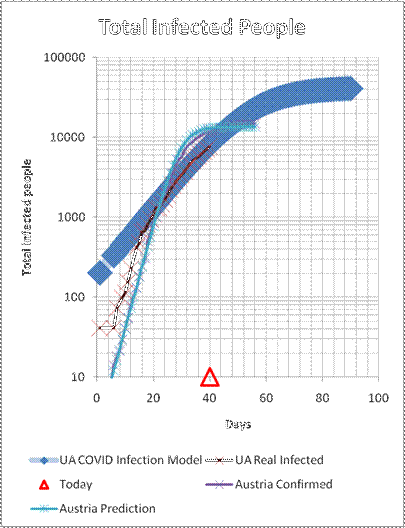 Total Infected People
100000
10000
1000
100
10
Total infected people
0 20 40 60 80 100
Days
UA COVID Infection Model UA Real Infected
Today Austria Confirmed
Austria Prediction